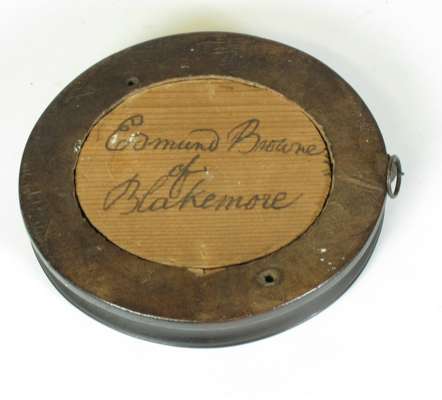 Edmund Browne
of
Blakemore